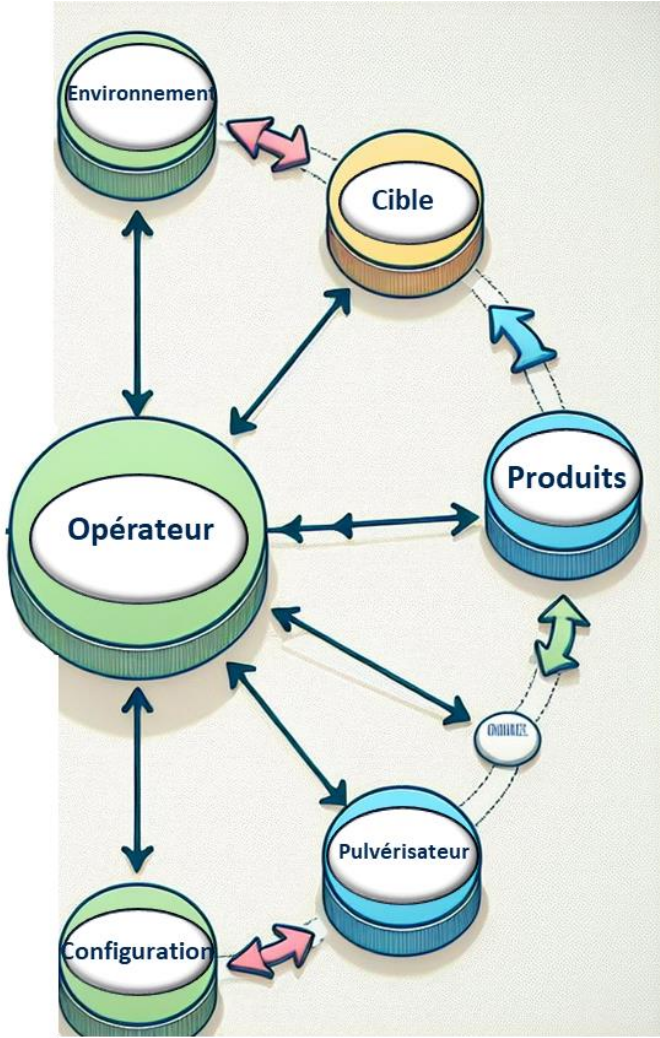 Environnement
Cible
Produits
Opérateur
Pulvérisateur
Configuration